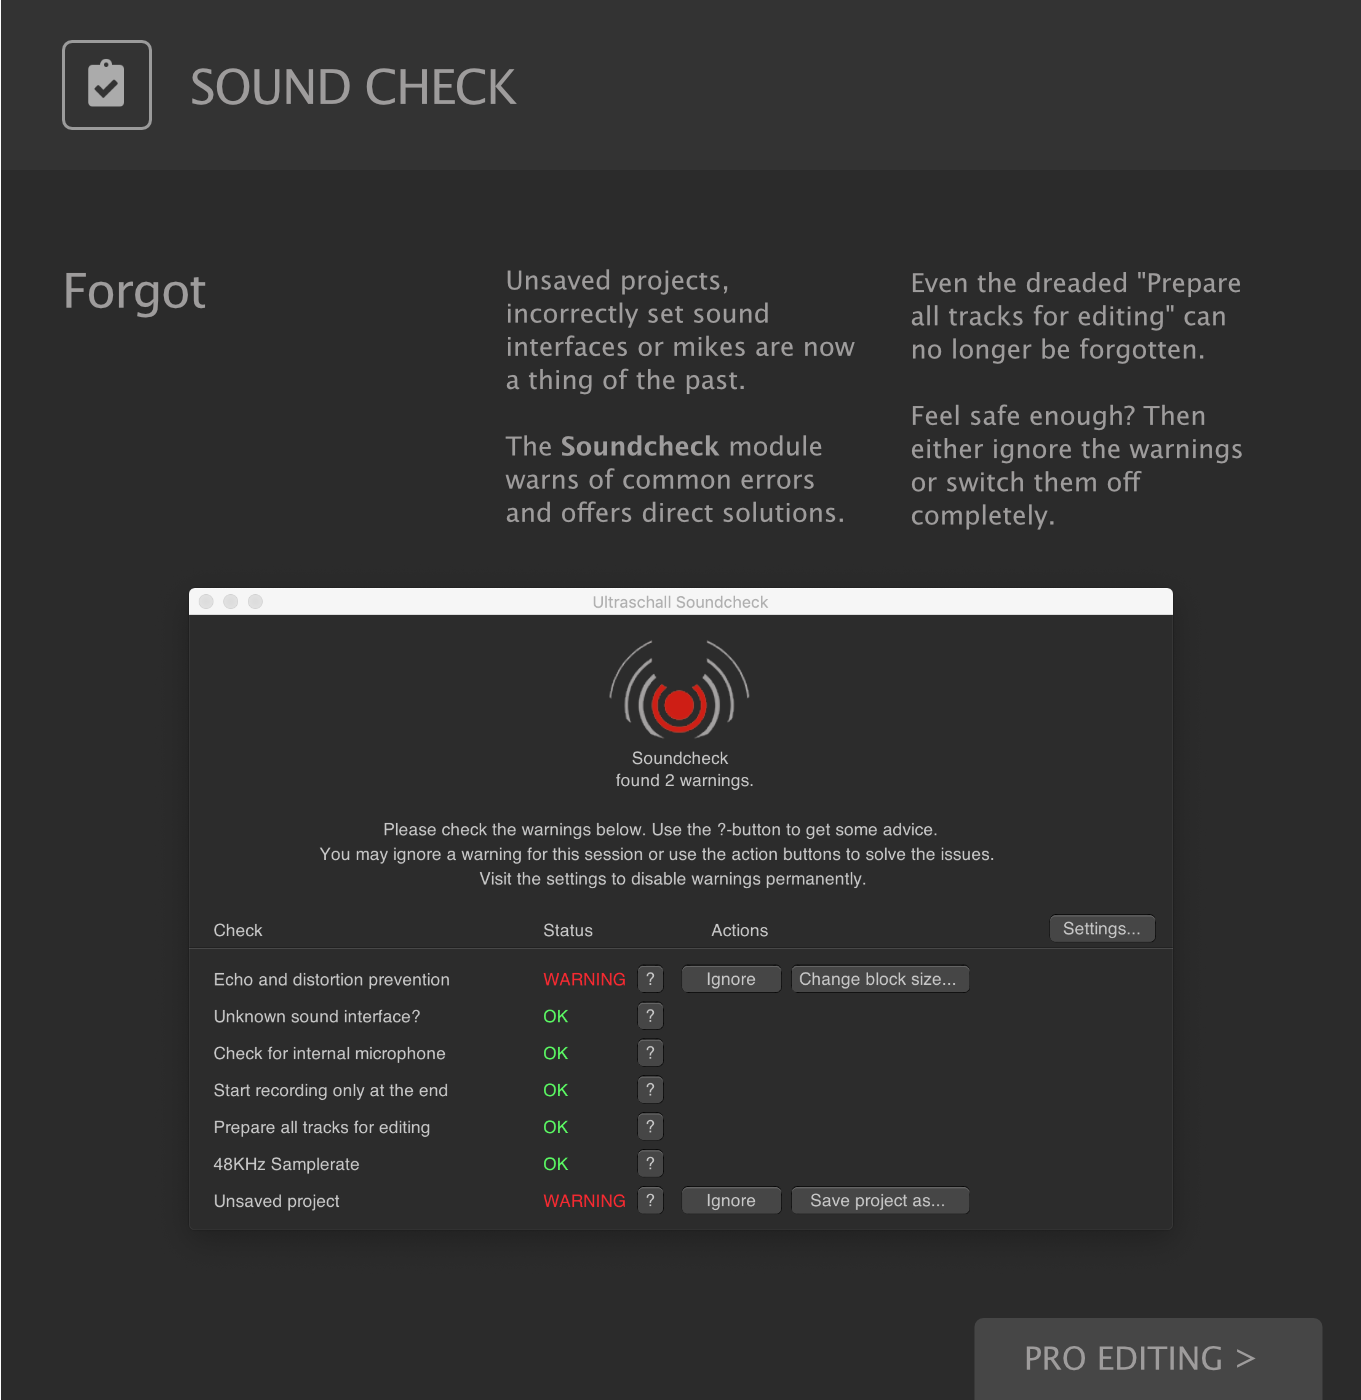 SOUND CHECK
Forgot
Unsaved projects,
incorrectly set sound
interfaces or mikes are now
a thing of the past.
The Soundcheck module
warns of common errors
and offers direct solutions.
Even the dreaded "Prepare
all tracks for editing" can
no longer be forgotten.
Feel safe enough? Then
either ignore the warnings
or switch them off
completely.
Ultraschall Soundcheck
Soundcheck
found 2 warnings.
Please check the warnings below. Use the ?-button to get some advice.
You may ignore a warning for this session or use the action buttons to solve the issues.
Visit the settings to disable warnings permanently.
Check Status Actions Settings...
Echo and distortion prevention WARNING ? Ignore Change block size...
Unknown sound interface? OK ?
Check for internal microphone OK ?
Start recording only at the end OK ?
Prepare all tracks for editing OK ?
48KHz Samplerate OK ?
Unsaved project WARNING ? Ignore Save project as...
PRO EDITING >